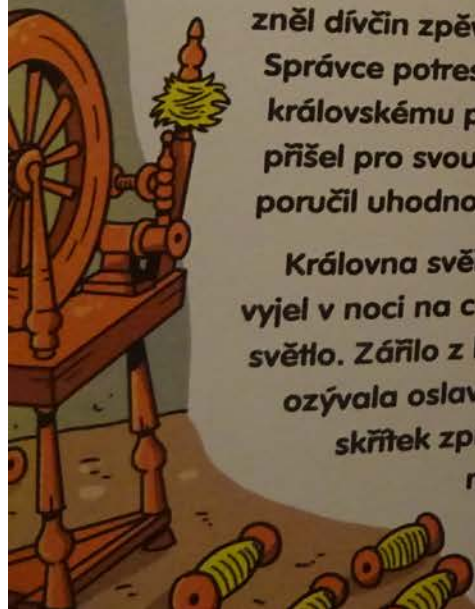 zněl dívčin zpěv
Správce potres
královskému p
přišel pro svou
poručil uhodno
Královna svě
vyjel v noci na c
světlo. Zářilo z
ozývala oslav
skřítek zp